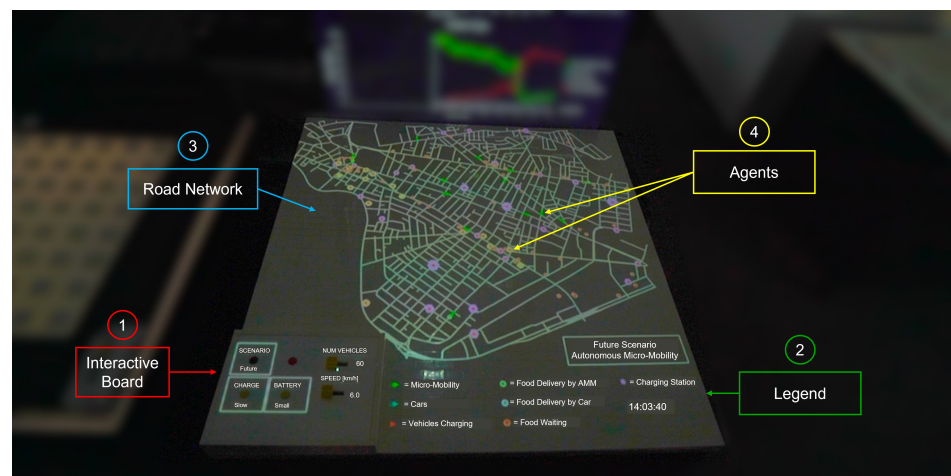 3
Road Network
4
Agents
1
Interactive
Board
SCENARIO
Future
CHARGE
Slow
BATTERY
Small
NUM VEHICLES
60
SPEED [km/h]
6.0
Future Scenario
Autonomous Micro-Mobility
= Micro-Mobility
= Cars
= Vehicles Charging
= Food Delivery by AMM
= Food Delivery by Car
= Food Waiting
= Charging Station
14:03:40
2
Legend